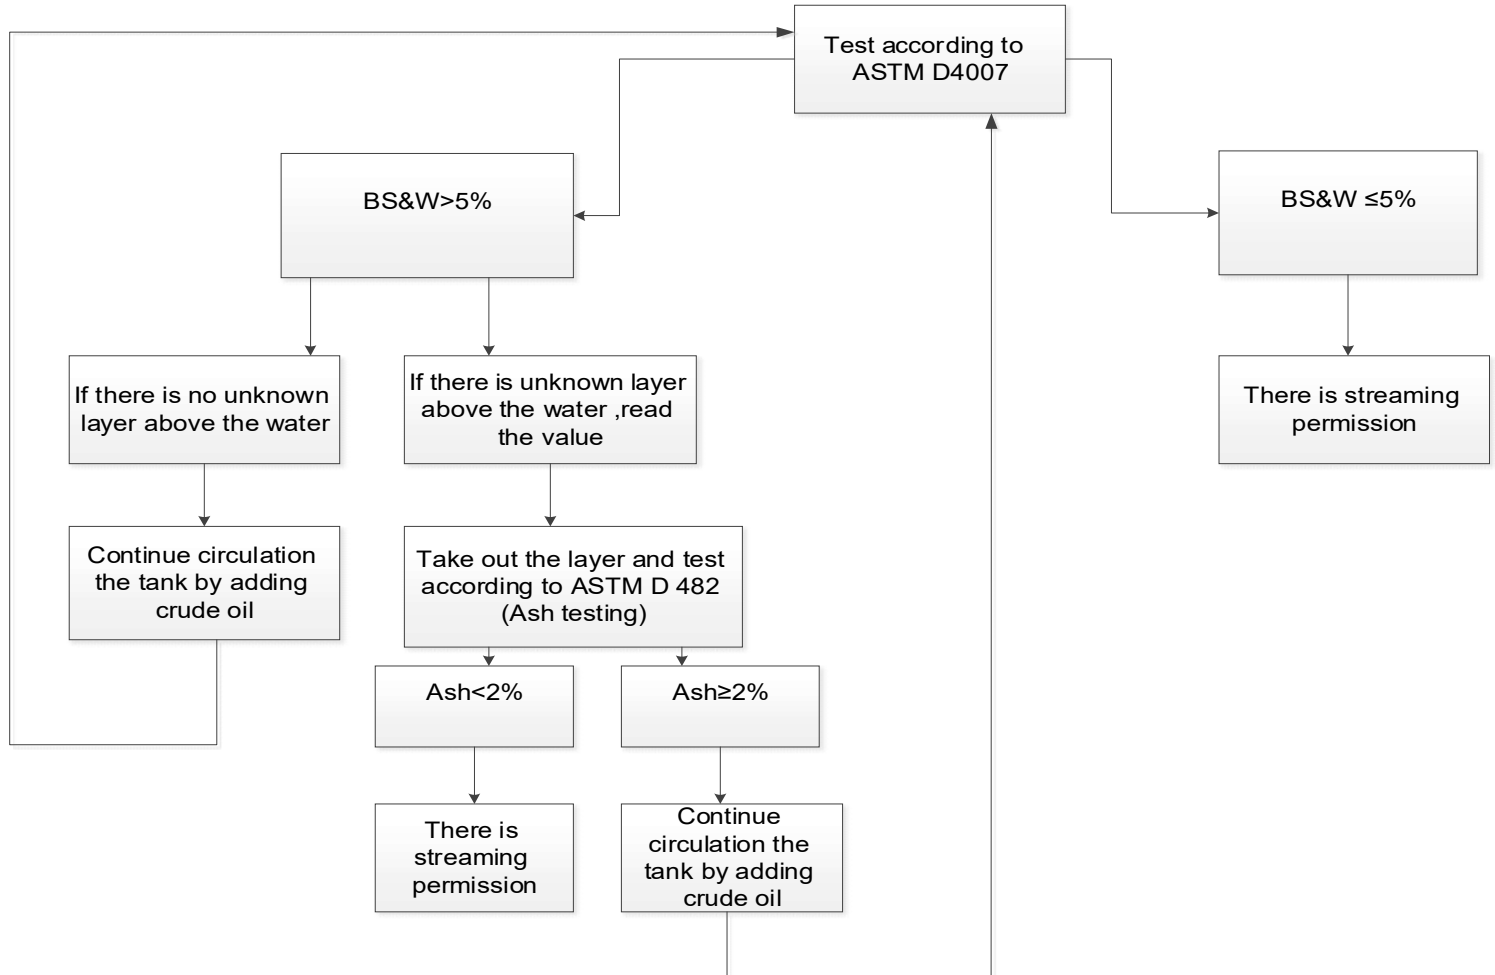 Test according to
ASTM D4007
BS&W>5%
BS&W ≤5%
If there is no unknown
layer above the water
If there is unknown layer
above the water ,read
the value
There is streaming
permission
Continue circulation
the tank by adding
crude oil
Take out the layer and test
according to ASTM D 482
(Ash testing)
Ash<2%
Ash≥2%
There is
streaming
permission
Continue
circulation the
tank by adding
crude oil